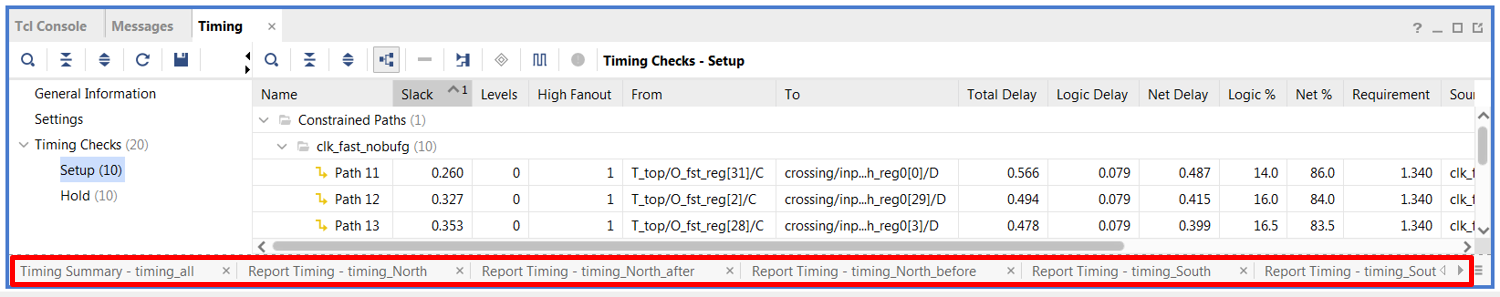 Tcl Console Messages Timing ×
Timing Checks - Setup
General Information
Settings
Timing Checks (20)
Setup (10)
Hold (10)
Name Slack 1 Levels High Fanout From To Total Delay Logic Delay Net Delay Logic % Net % Requirement Sour
Constrained Paths (1)
clk_fast_nobufg (10)
Path 11 0.260 0 1 T_top/O_fst_reg[31]/C crossing/inp...h_reg0[0]/D 0.566 0.079 0.487 14.0 86.0 1.340 clk_f
Path 12 0.327 0 1 T_top/O_fst_reg[2]/C crossing/inp...h_reg0[29]/D 0.494 0.079 0.415 16.0 84.0 1.340 clk_f
Path 13 0.353 0 1 T_top/O_fst_reg[28]/C crossing/inp...h_reg0[3]/D 0.478 0.079 0.399 16.5 83.5 1.340 clk_f
Timing Summary - timing_all × Report Timing - timing_North × Report Timing - timing_North_after × Report Timing - timing_North_before × Report Timing - timing_South × Report Timing - timing_Sout